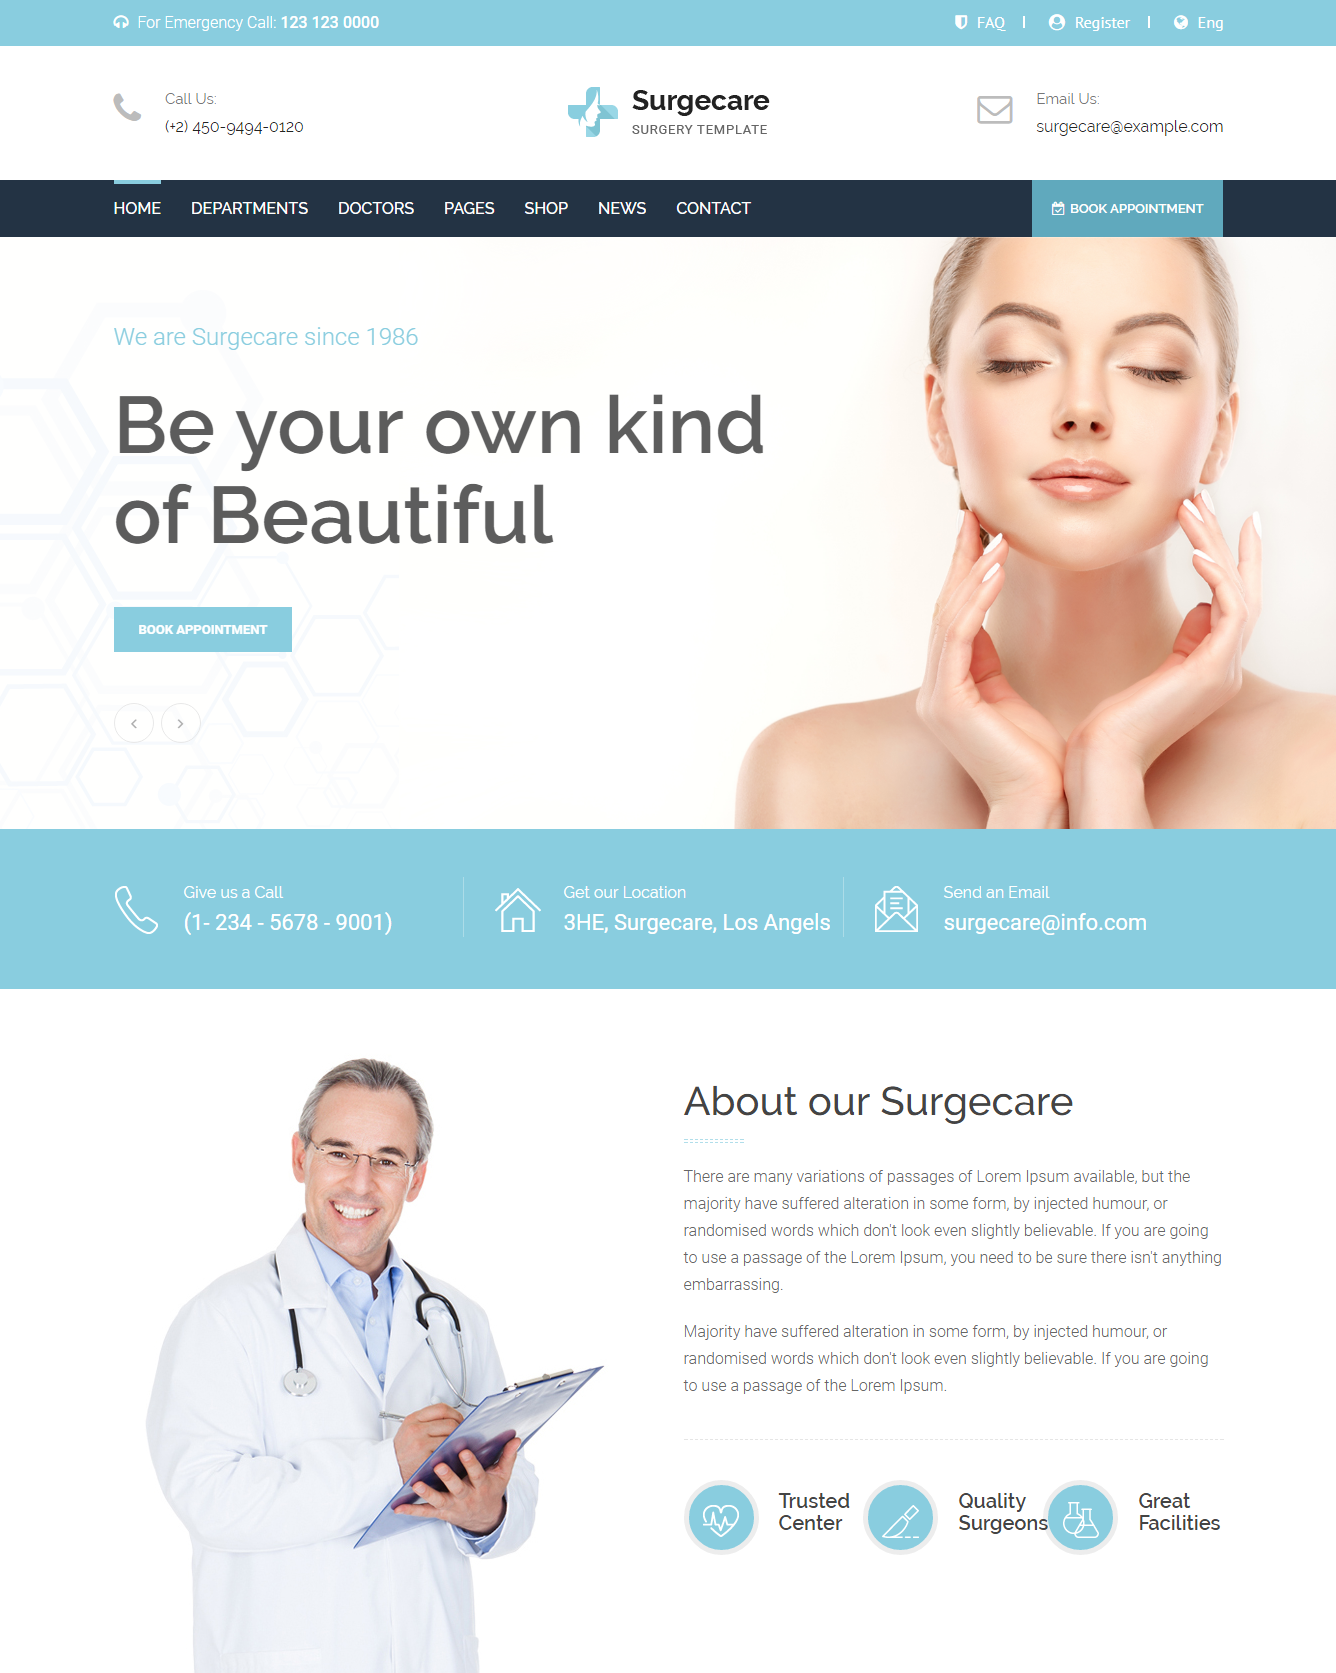 For Emergency Call: 123 123 0000
FAQ
Register
Eng
Call Us:
(+2) 450-9494-0120
Surgecare
SURGERY TEMPLATE
Email Us:
surgecare@example.com
HOME DEPARTMENTS DOCTORS PAGES SHOP NEWS CONTACT
BOOK APPOINTMENT
We are Surgecare since 1986
Be your own kind
of Beautiful
BOOK APPOINTMENT
Give us a Call
(1- 234 - 5678 - 9001)
Get our Location
3HE, Surgecare, Los Angels
Send an Email
surgecare@info.com
About our Surgecare
There are many variations of passages of Lorem Ipsum available, but the
majority have suffered alteration in some form, by injected humour, or
randomised words which don't look even slightly believable. If you are going
to use a passage of the Lorem Ipsum, you need to be sure there isn't anything
embarrassing.
Majority have suffered alteration in some form, by injected humour, or
randomised words which don't look even slightly believable. If you are going
to use a passage of the Lorem Ipsum.
Trusted
Center
Quality
Surgeons
Great
Facilities